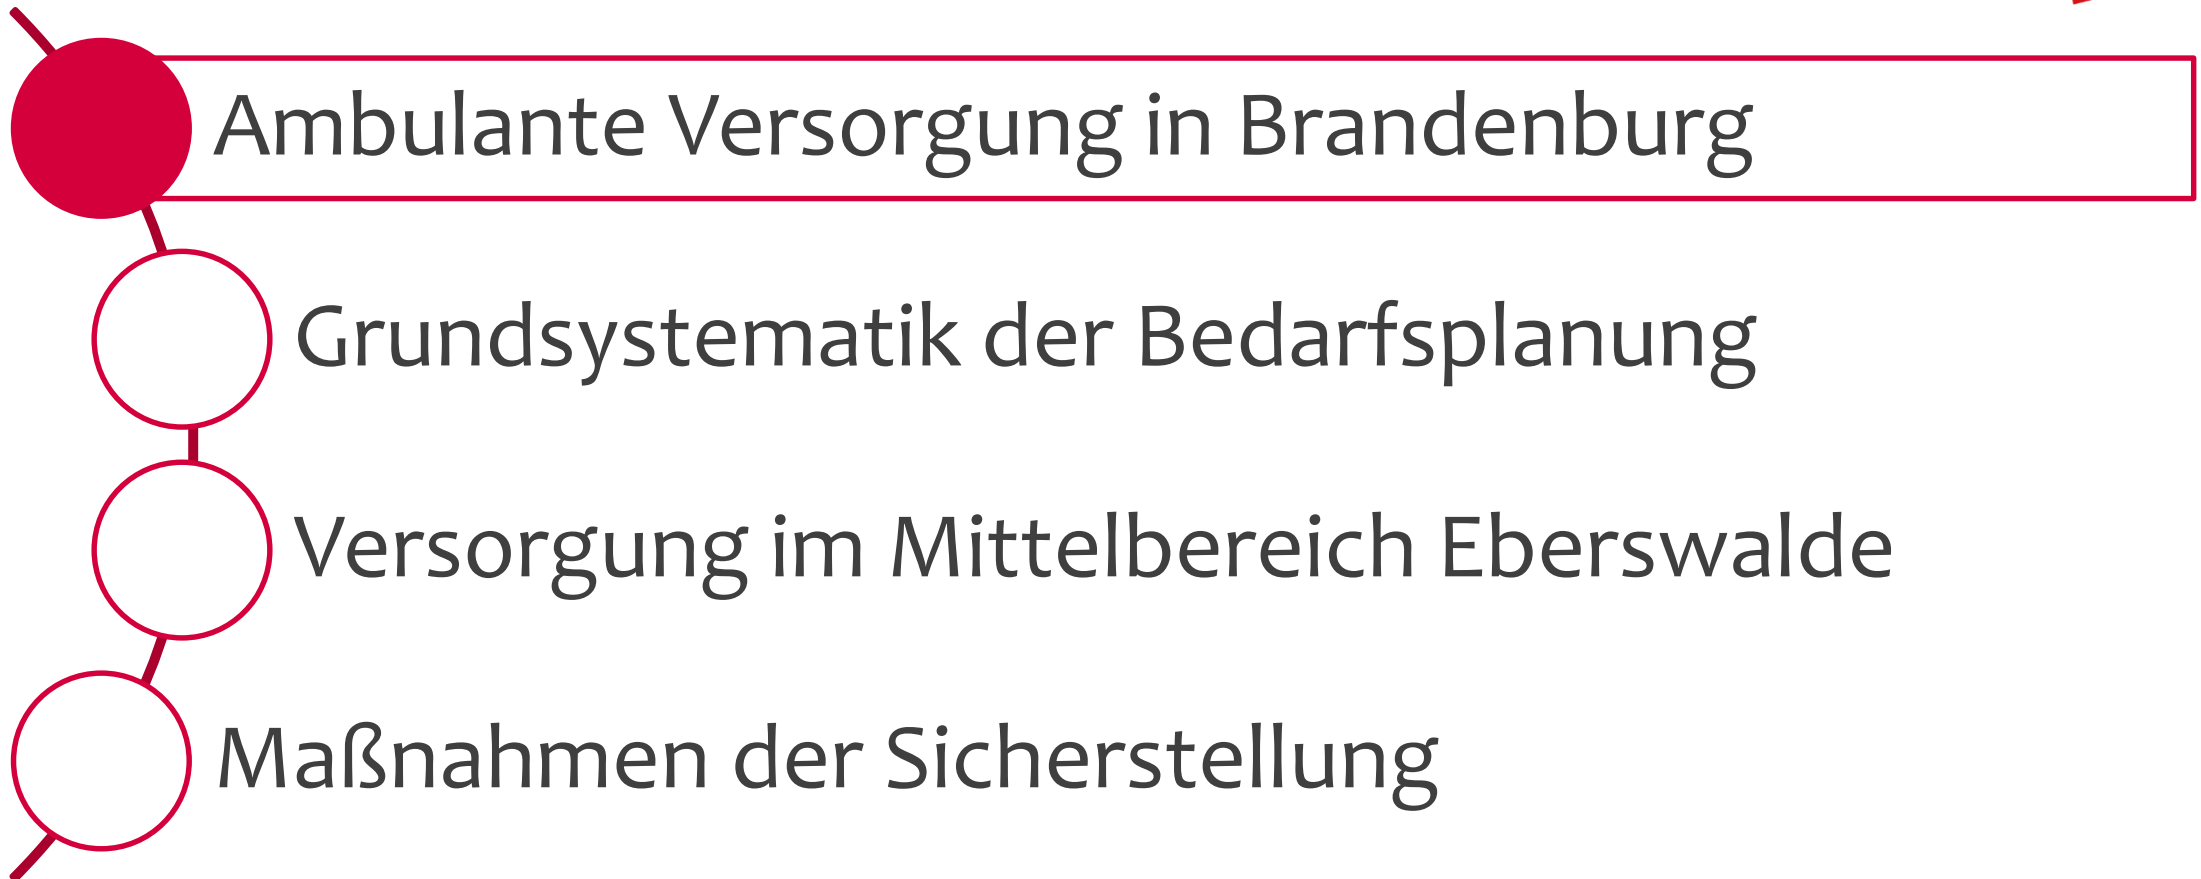 Ambulante Versorgung in Brandenburg
Grundsystematik der Bedarfsplanung
Versorgung im Mittelbereich Eberswalde
Maßnahmen der Sicherstellung